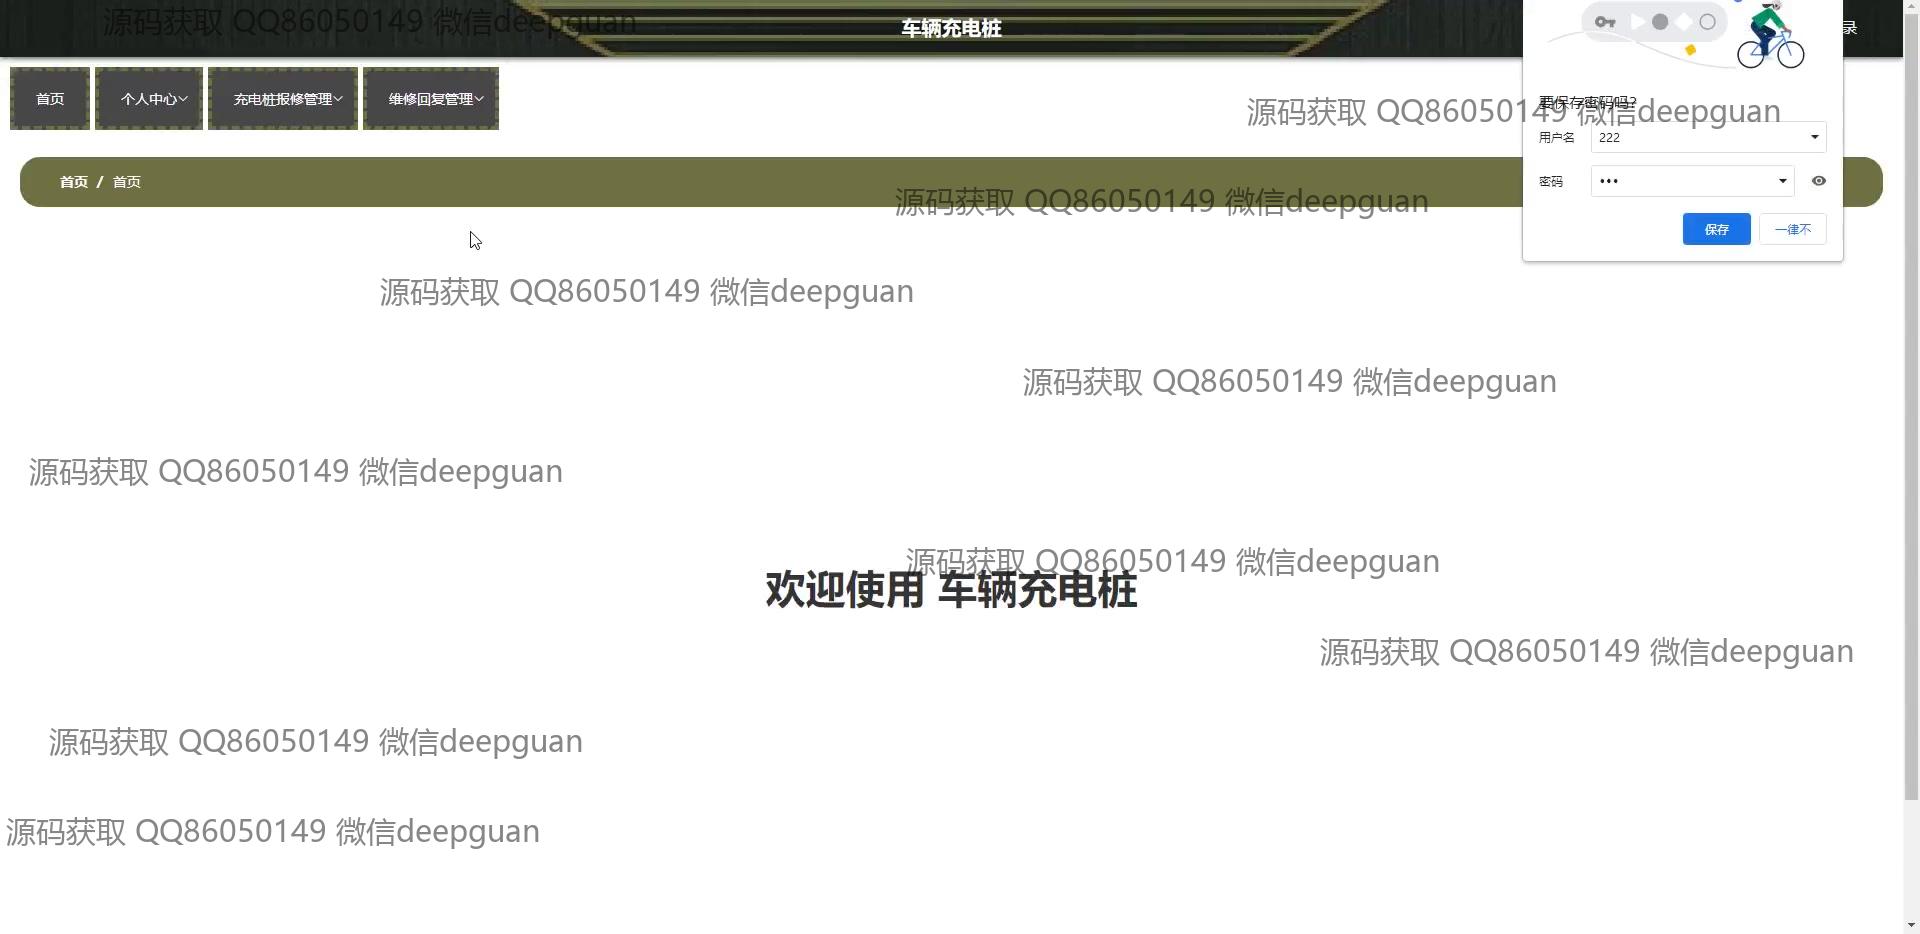 源码获取 QQ86050149 微信deepguan
车辆充电桩
录
首页
个人中心
充电桩报修管理
维修回复管理
源码获取 QQ86050149 微信deepguan
要保存密码吗?
用户名
222
密码
•••
保存
一律不
首页 / 首页
源码获取 QQ86050149 微信deepguan
源码获取 QQ86050149 微信deepguan
源码获取 QQ86050149 微信deepguan
源码获取 QQ86050149 微信deepguan
源码获取 QQ86050149 微信deepguan
欢迎使用 车辆充电桩
源码获取 QQ86050149 微信deepguan
源码获取 QQ86050149 微信deepguan
源码获取 QQ86050149 微信deepguan